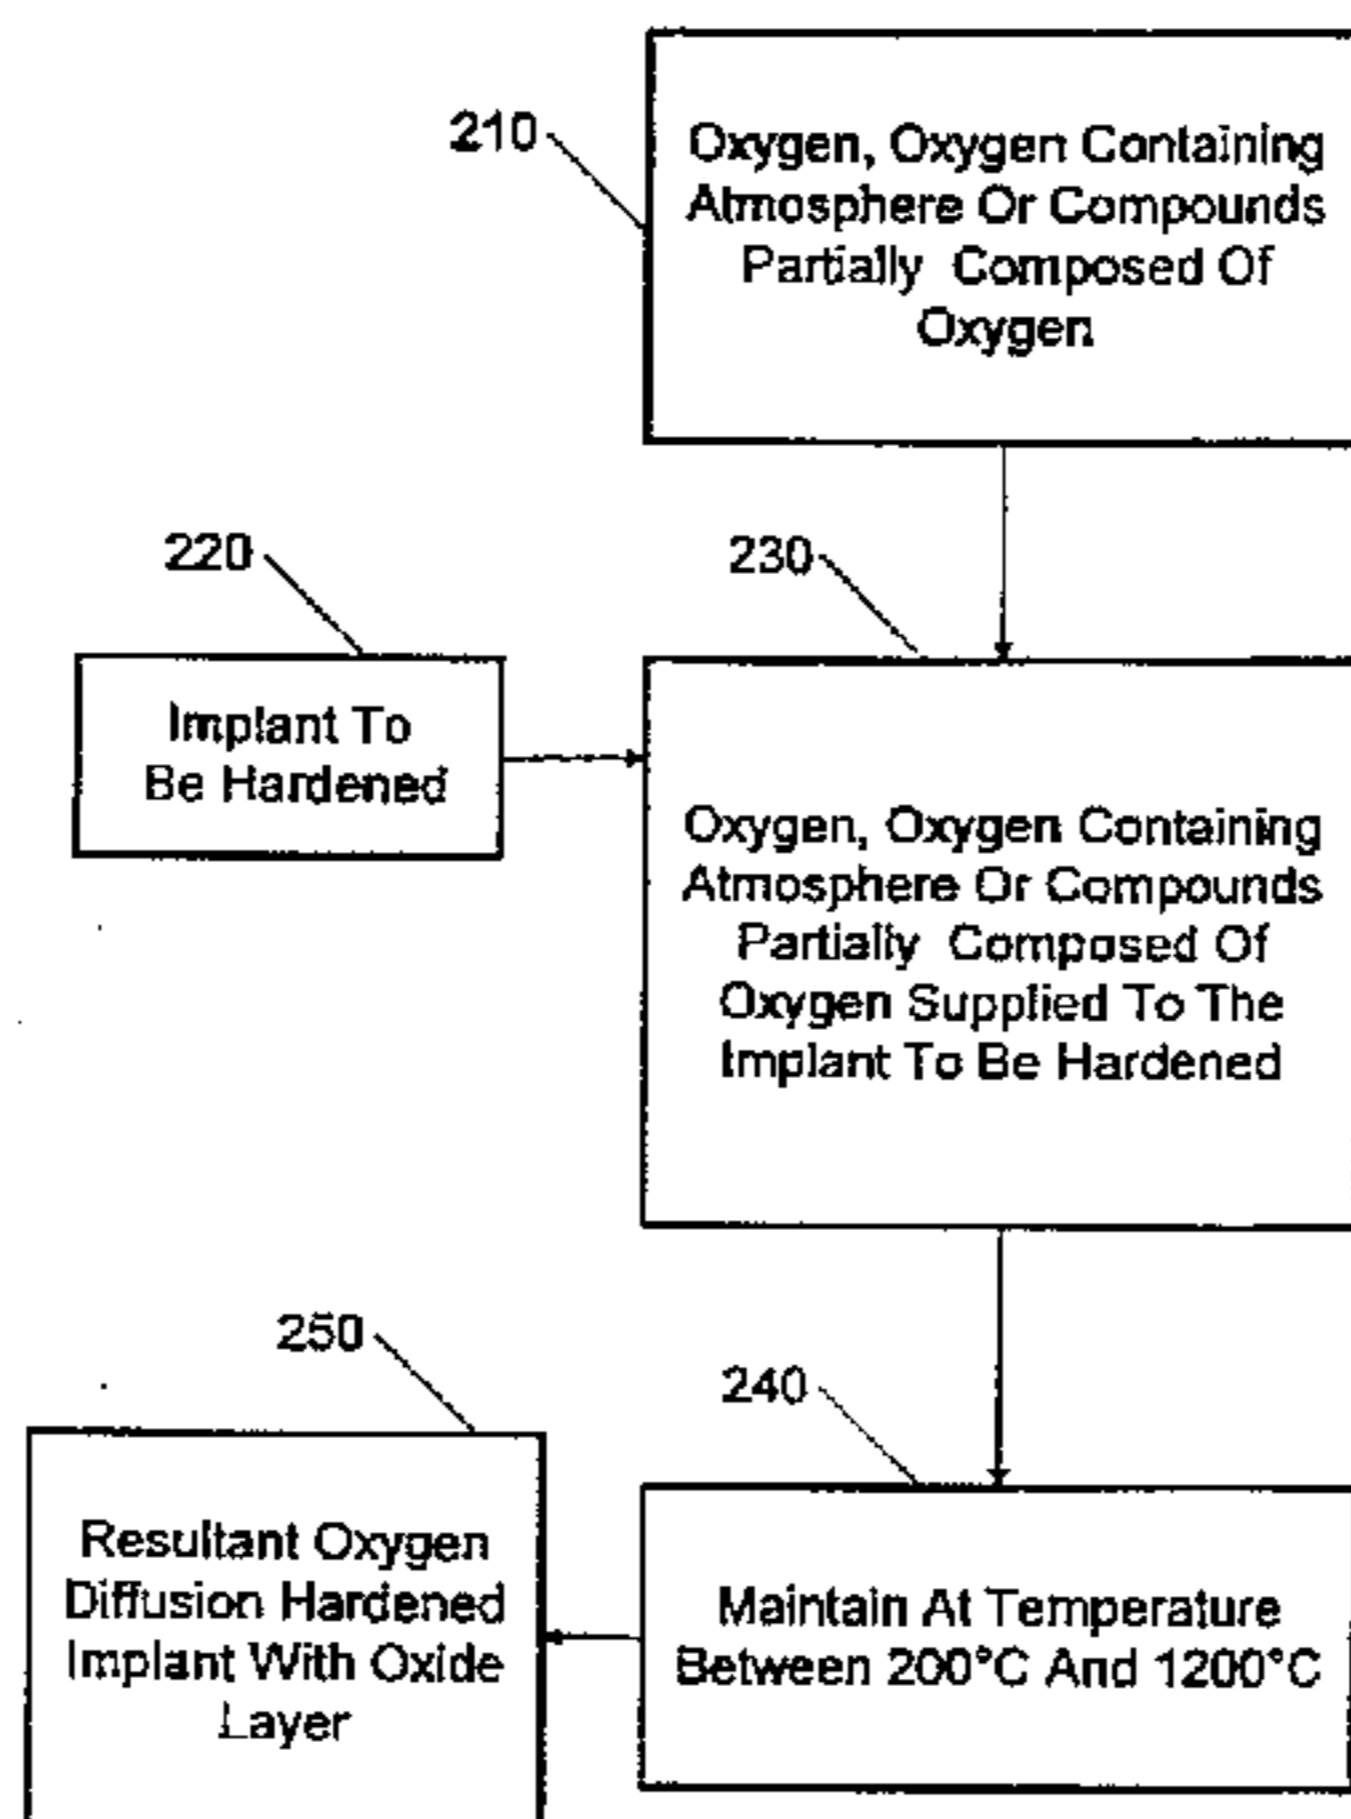 210
Oxygen, Oxygen Containing
Atmosphere Or Compounds
Partially Composed Of
Oxygen
220
230
Implant To
Be Hardened
Oxygen, Oxygen Containing
Atmosphere Or Compounds
Partially Composed Of
Oxygen Supplied To The
Implant To Be Hardened
250
240
Resultant Oxygen
Diffusion Hardened
Implant With Oxide
Layer
Maintain At Temperature
Between 200°C And 1200°C